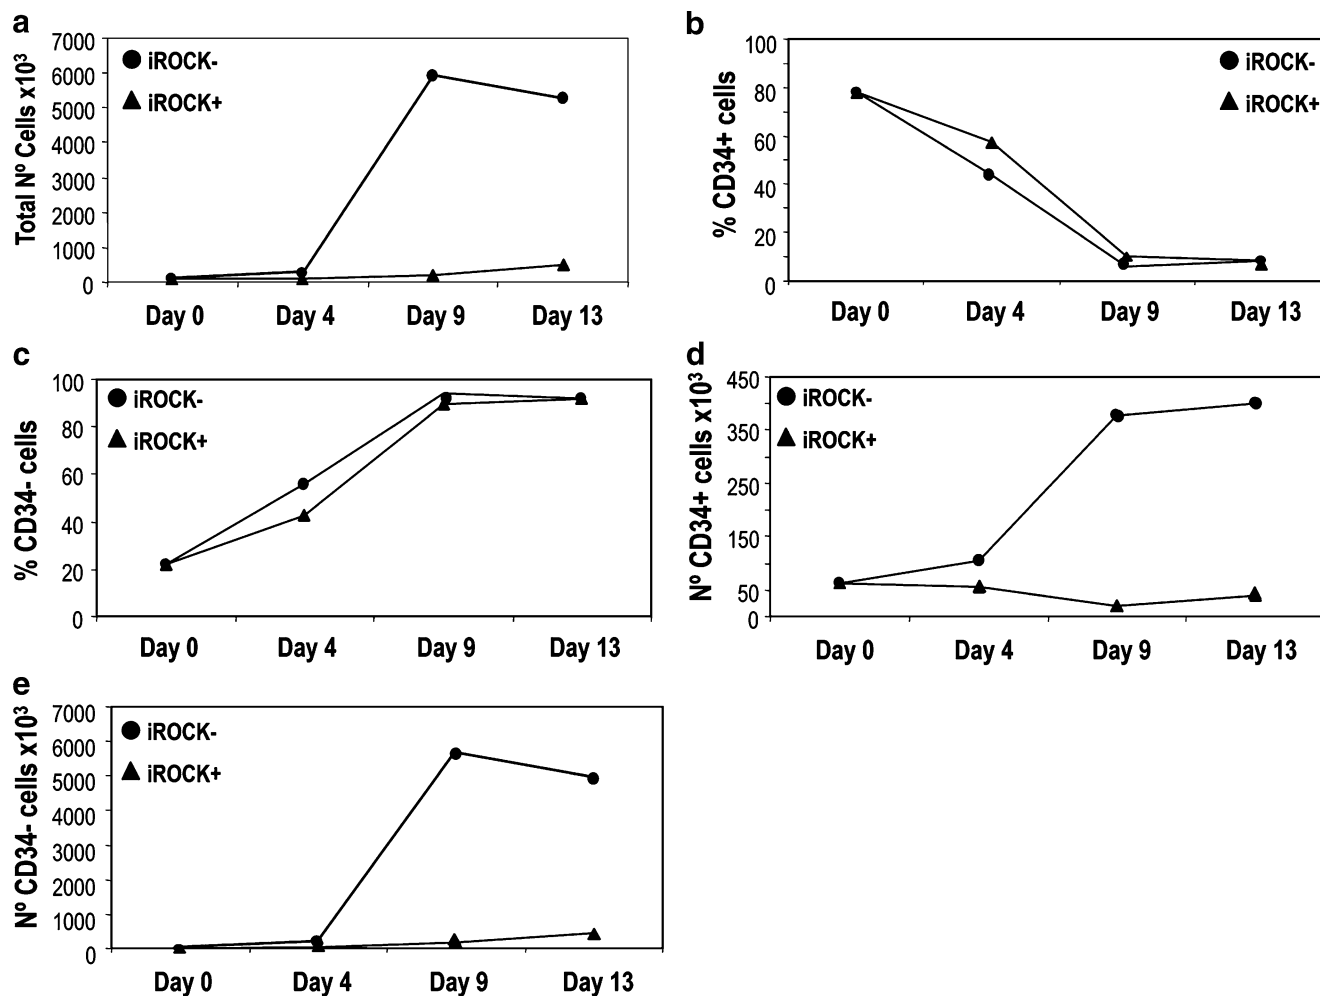 a
Total Nº Cells x10³
7000
6000
5000
4000
3000
2000
1000
0
iROCK-
iROCK+
Day 0 Day 4 Day 9 Day 13
b
% CD34+ cells
100
80
60
40
20
0
iROCK-
iROCK+
Day 0 Day 4 Day 9 Day 13
c
% CD34- cells
100
80
60
40
20
0
iROCK-
iROCK+
Day 0 Day 4 Day 9 Day 13
d
Nº CD34+ cells x10³
450
350
250
150
50
0
iROCK-
iROCK+
Day 0 Day 4 Day 9 Day 13
e
Nº CD34- cells x10³
7000
6000
5000
4000
3000
2000
1000
0
iROCK-
iROCK+
Day 0 Day 4 Day 9 Day 13